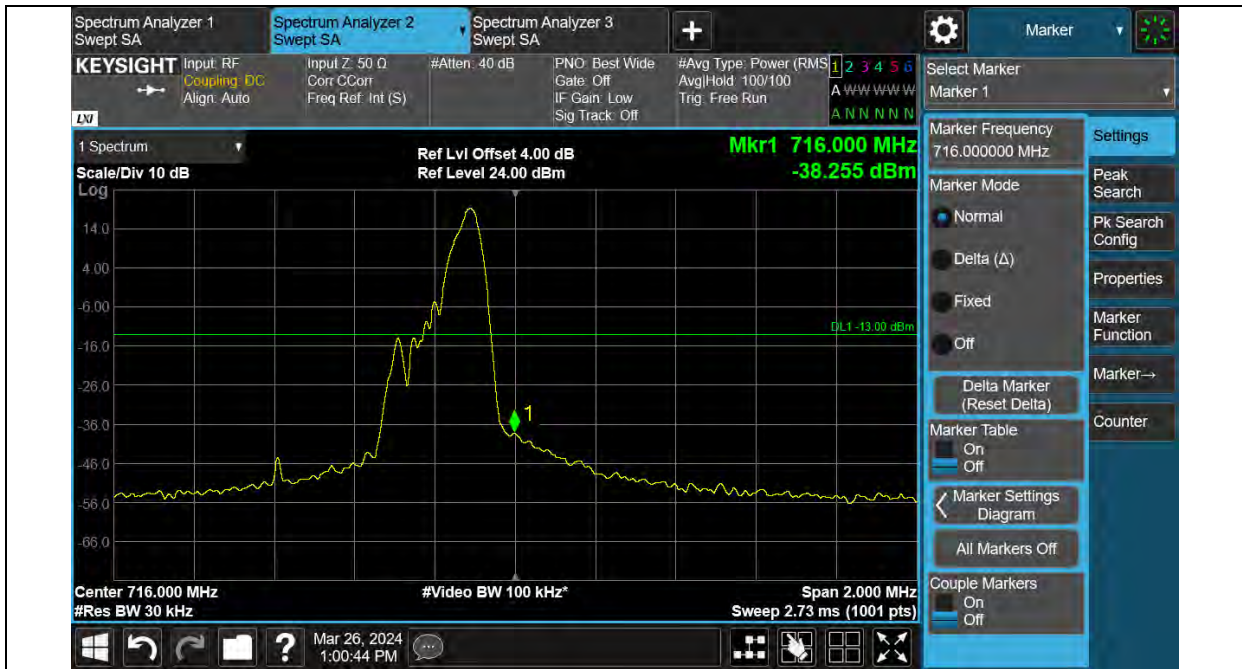 Spectrum Analyzer 1
Swept SA
Spectrum Analyzer 2
Swept SA
Spectrum Analyzer 3
Swept SA
Marker
KEYSIGHT
LXI
Input: RF
Coupling: DC
Align: Auto
Input Z: 50 Ω
Corr CCorr
Freq Ref: Int (S)
#Atten: 40 dB
PNO: Best Wide
Gate: Off
IF Gain: Low
Sig Track: Off
#Avg Type: Power (RMS
Avg|Hold: 100/100
Trig: Free Run
1 2 3 4 5 6
A W W W W W
A N N N N N
1 Spectrum
Scale/Div 10 dB
Log
Ref Lvl Offset 4.00 dB
Ref Level 24.00 dBm
Mkr1 716.000 MHz
-38.255 dBm
14.0
4.00
-6.00
-16.0
-26.0
-36.0
-46.0
-56.0
-66.0
DL1 -13.00 dBm
1
Center 716.000 MHz
#Res BW 30 kHz
#Video BW 100 kHz*
Span 2.000 MHz
Sweep 2.73 ms (1001 pts)
Select Marker
Marker 1
Marker Frequency
716.000000 MHz
Marker Mode
Normal
Delta (Δ)
Fixed
Off
Delta Marker
(Reset Delta)
Marker Table
On
Off
Marker Settings
Diagram
All Markers Off
Couple Markers
On
Off
Settings
Peak
Search
Pk Search
Config
Properties
Marker
Function
Marker→
Counter
?
Mar 26, 2024
1:00:44 PM